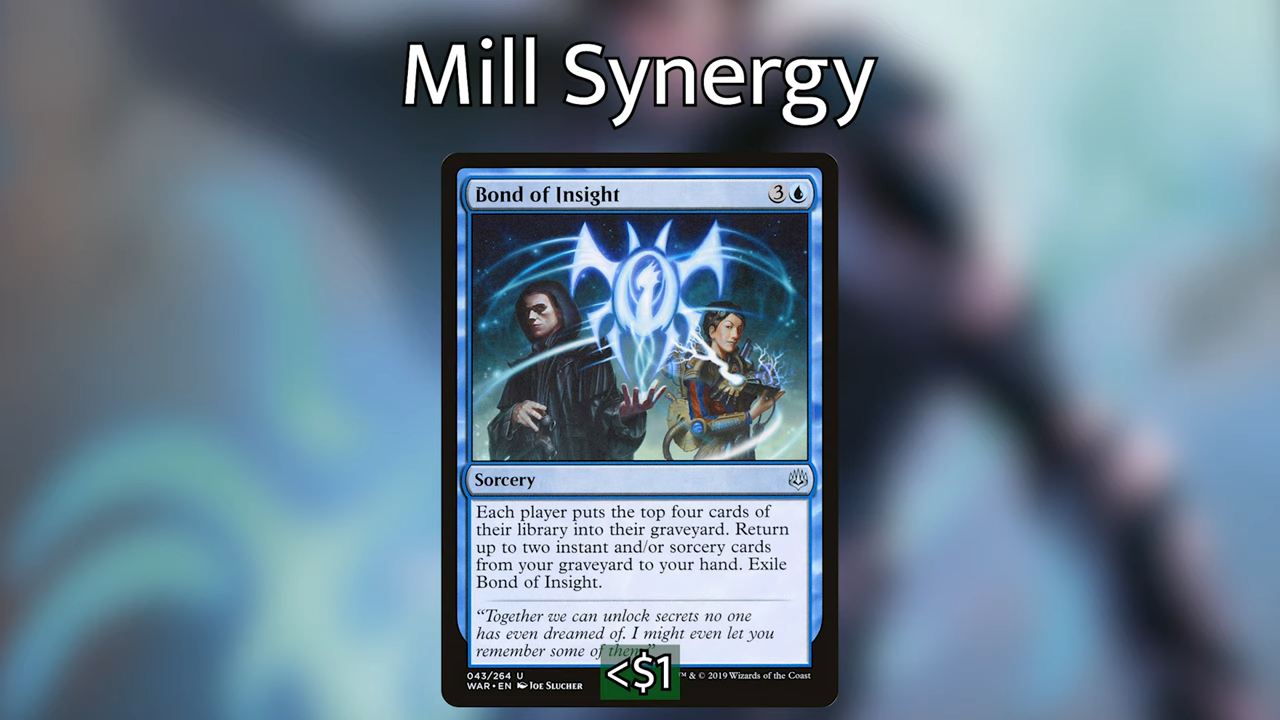 Mill Synergy
Bond of Insight 3
Sorcery
Each player puts the top four cards of
their library into their graveyard. Return
up to two instant and/or sorcery cards
from your graveyard to your hand. Exile
Bond of Insight.
“Together we can unlock secrets no one
has even dreamed of. I might even let you
remember some of them.”
<$1
043/264 U
WAR • EN Joe Slucher
™ & © 2019 Wizards of the Coast